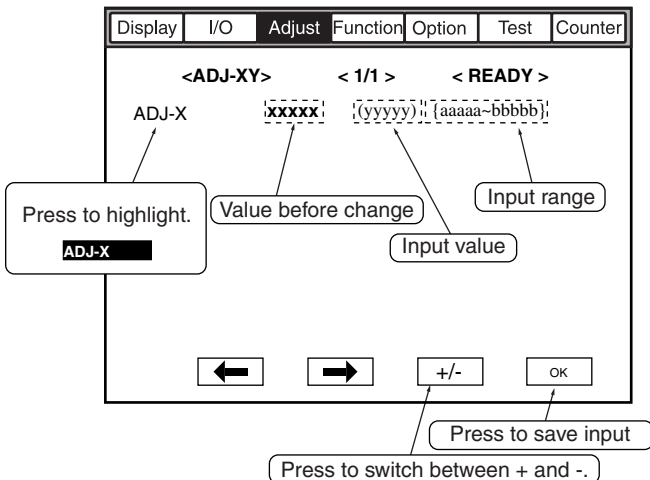 Display I/O Adjust Function Option Test Counter
<ADJ-XY> < 1/1 > < READY >
ADJ-X xxxxx (yyyyy) {aaaaa~bbbbb}
Press to highlight.
ADJ-X
Value before change
Input range
Input value
+/- OK
Press to save input
Press to switch between + and -.